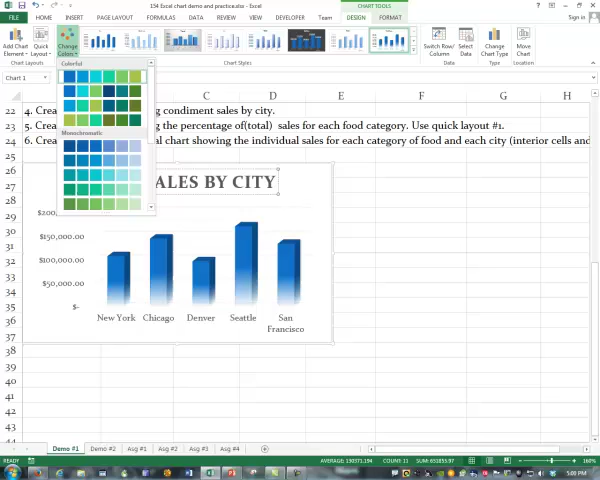 154 Excel chart demo and practice.xlsx - Excel
CHART TOOLS
FILE HOME INSERT PAGE LAYOUT FORMULAS DATA REVIEW VIEW DEVELOPER Team DESIGN FORMAT
Sign in
Add Chart Element
Quick Layout
Change Colors
Switch Row/ Column
Select Data
Change Chart Type
Move Chart
Chart Layouts
Chart Styles
Data
Type
Location
Colorful
Monochromatic
Chart 1
C D E F G H
22 4. Crea
g condiment sales by city.
23 5. Crea
g the percentage of(total) sales for each food category. Use quick layout #1.
24 6. Crea
al chart showing the individual sales for each category of food and each city (interior cells and
25
26
27
ALES BY CITY
28
29
$200,
30
31
$150,000.00
32
33
$100,000.00
34
$50,000.00
35
$-
36
New York Chicago Denver Seattle San Francisco
37
38
39
40
41
42
43
44
Demo #1 Demo #2 Asg #1 Asg #2 Asg #3 Asg #4
READY
AVERAGE: 130371.194 COUNT: 11 SUM: 651855.97
160%
5:00 PM